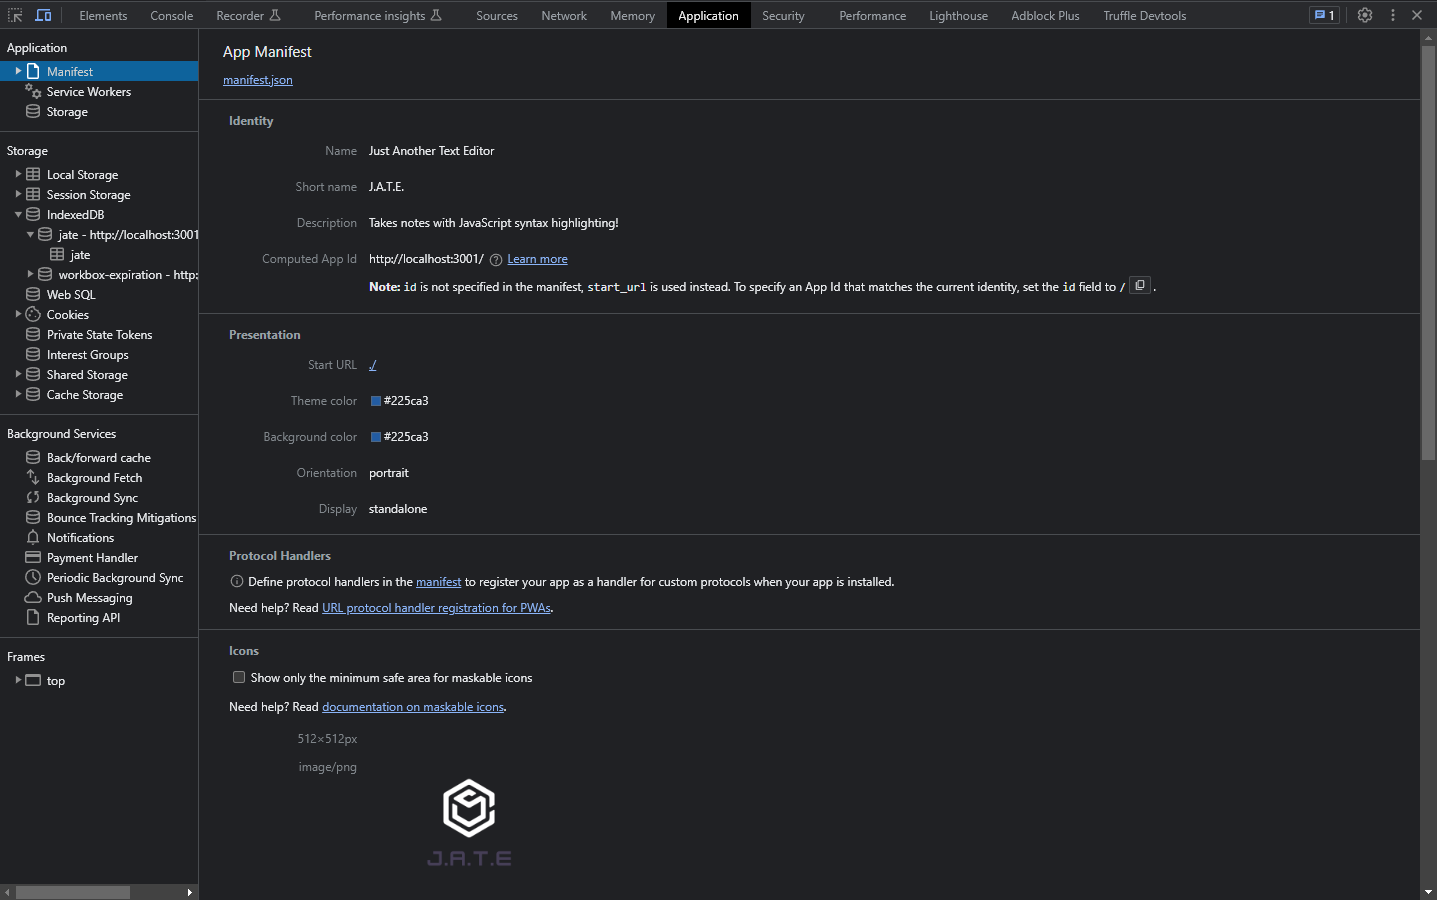 Elements Console Recorder Performance insights Sources Network Memory Application Security Performance Lighthouse Adblock Plus Truffle Devtools 1
Application
Manifest
Service Workers
Storage
Storage
Local Storage
Session Storage
IndexedDB
jate - http://localhost:3001
jate
workbox-expiration - http:
Web SQL
Cookies
Private State Tokens
Interest Groups
Shared Storage
Cache Storage
Background Services
Back/forward cache
Background Fetch
Background Sync
Bounce Tracking Mitigations
Notifications
Payment Handler
Periodic Background Sync
Push Messaging
Reporting API
Frames
top
App Manifest
manifest.json
Identity
Name Just Another Text Editor
Short name J.A.T.E.
Description Takes notes with JavaScript syntax highlighting!
Computed App Id http://localhost:3001/ Learn more
Note: id is not specified in the manifest, start_url is used instead. To specify an App Id that matches the current identity, set the id field to / .
Presentation
Start URL ./
Theme color #225ca3
Background color #225ca3
Orientation portrait
Display standalone
Protocol Handlers
Define protocol handlers in the manifest to register your app as a handler for custom protocols when your app is installed.
Need help? Read URL protocol handler registration for PWAs.
Icons
Show only the minimum safe area for maskable icons
Need help? Read documentation on maskable icons.
512×512px
image/png
J.A.T.E